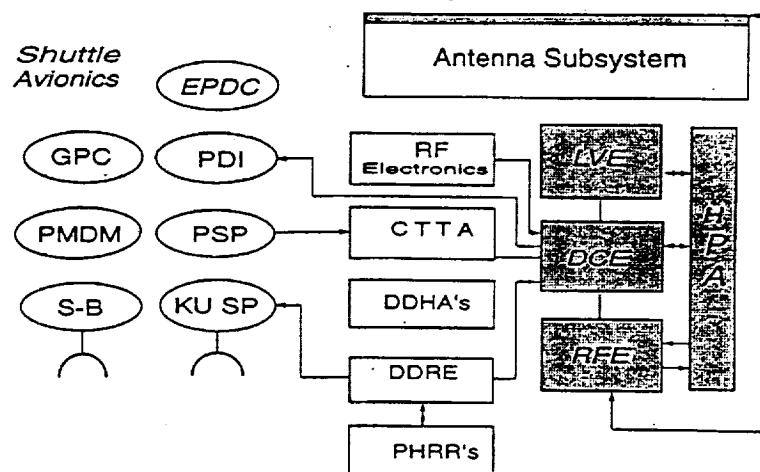 Shuttle
Avionics
EPDC
Antenna Subsystem
GPC
PDI
RF
Electronics
LVE
HPA
PMDM
PSP
CTTA
DCE
S-B
KU SP
DDHA's
RFE
DDRE
PHRR's